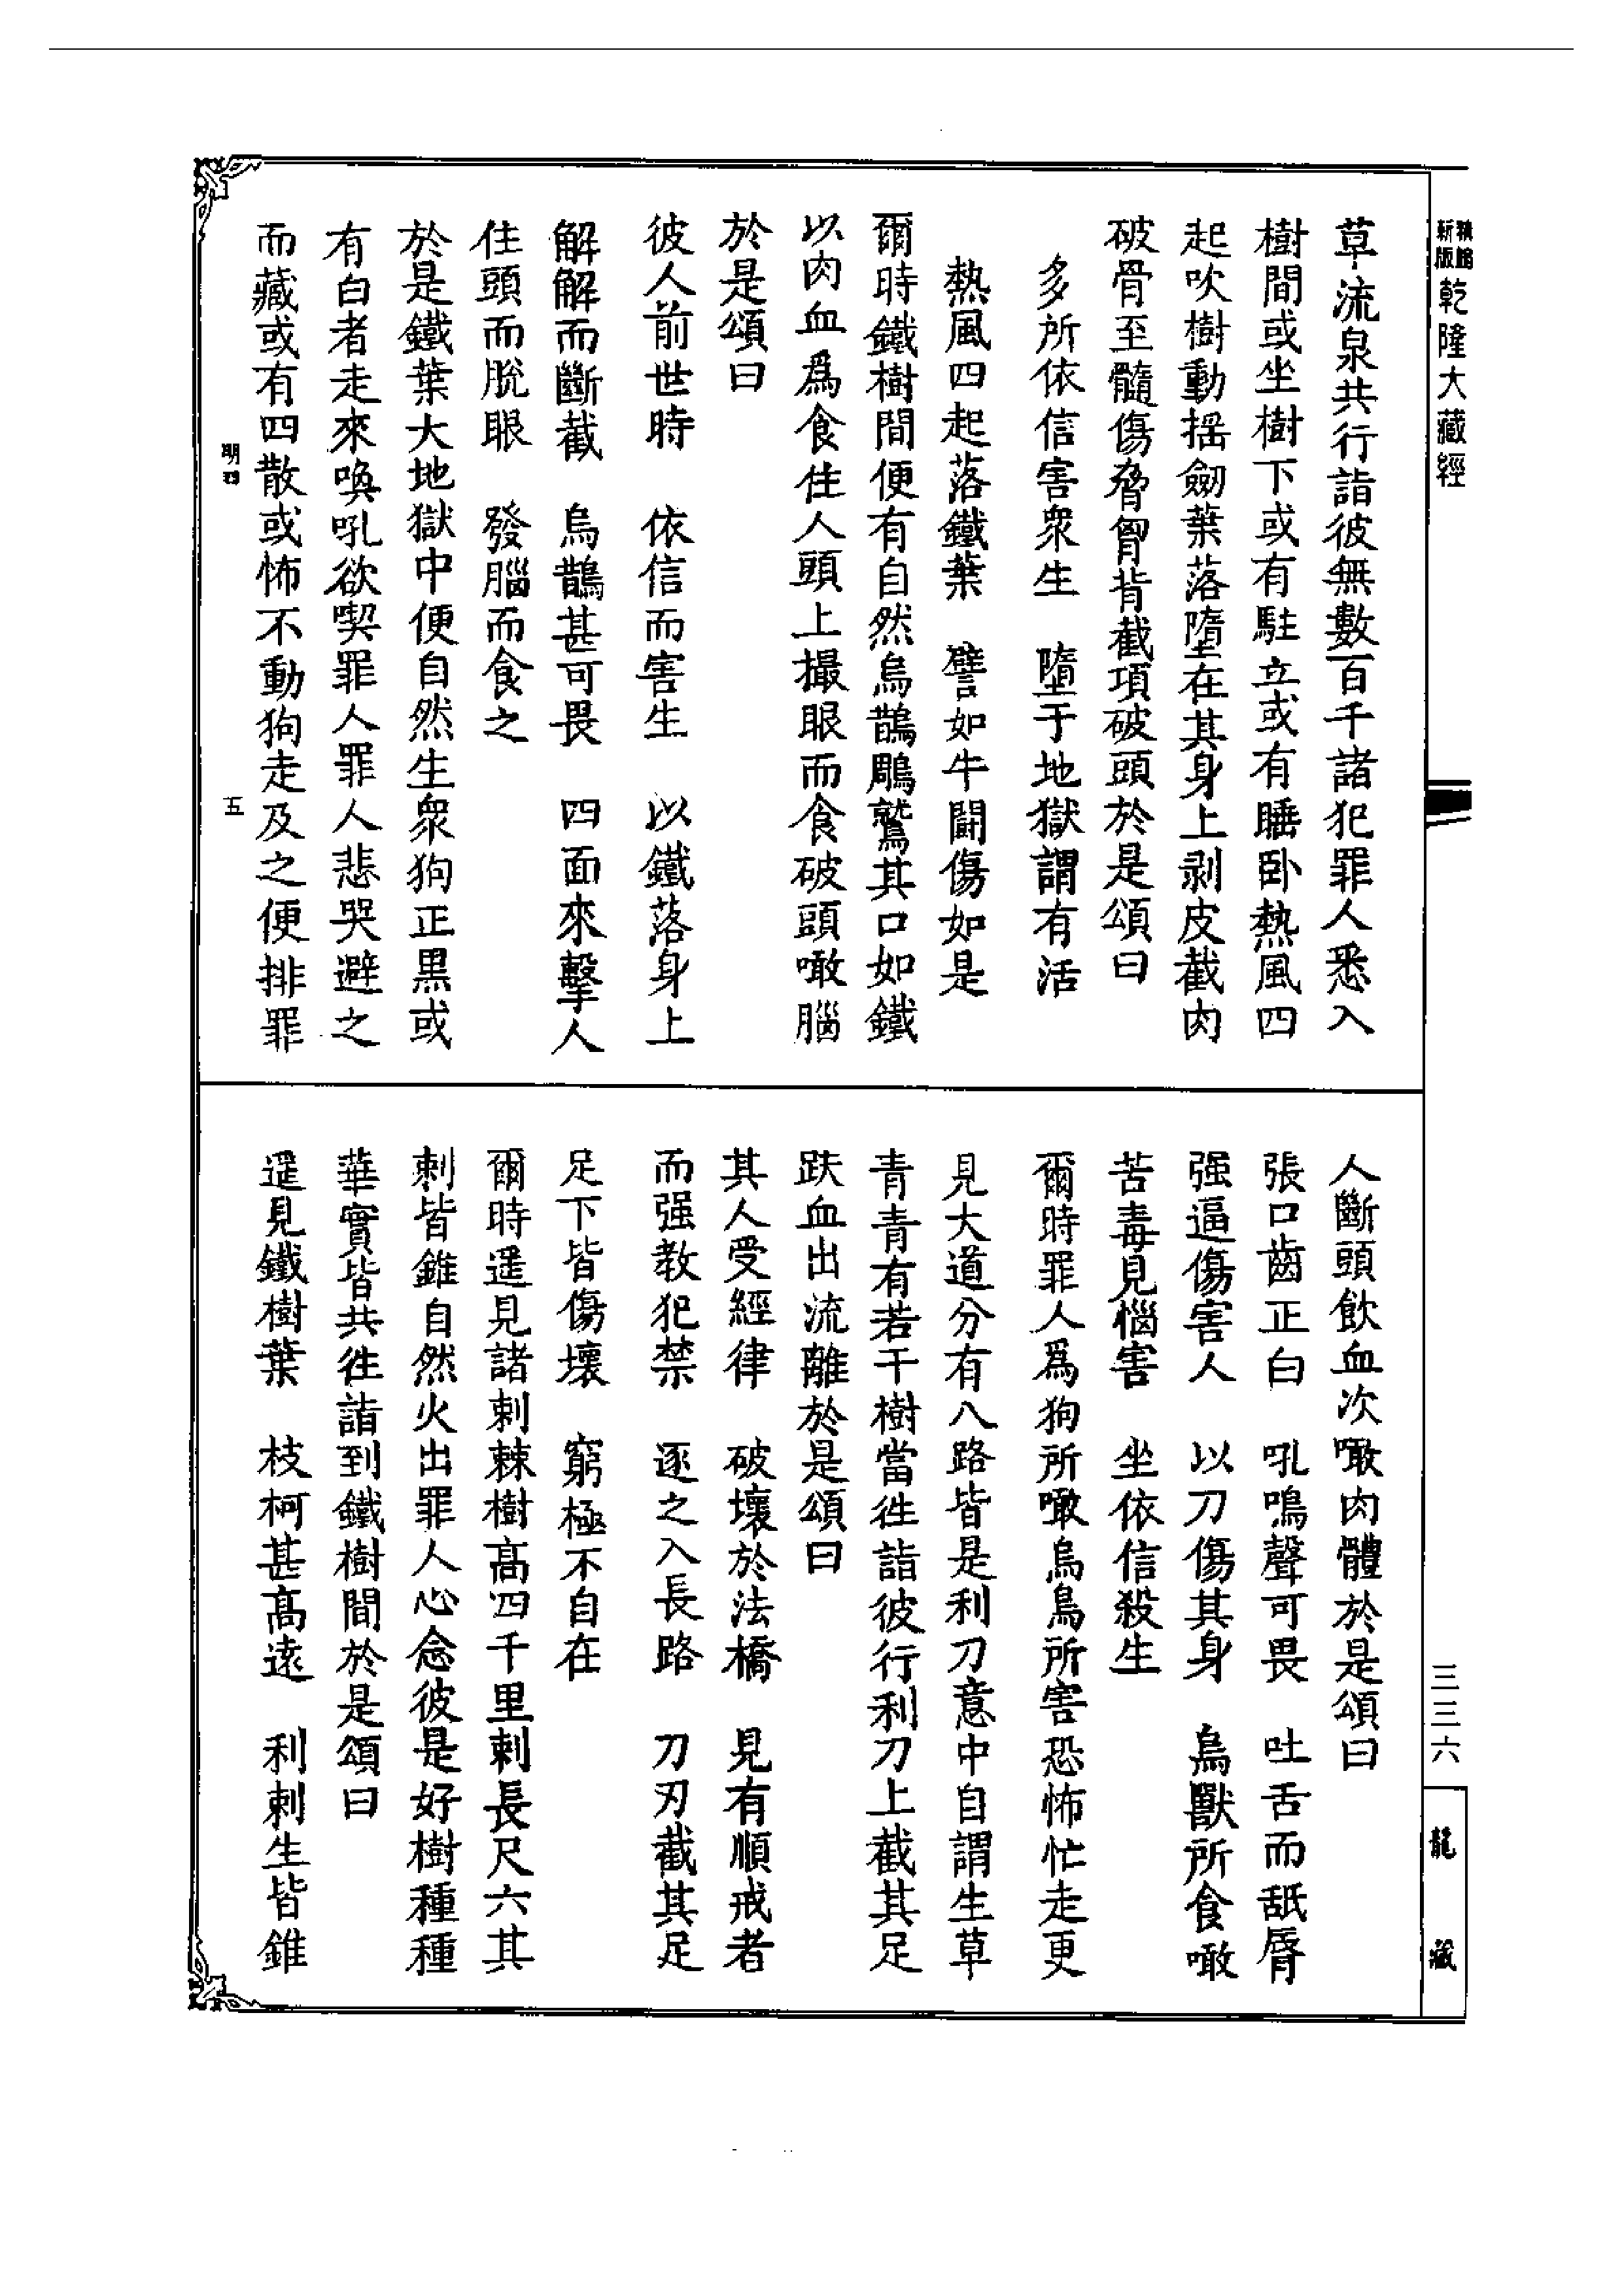 新版乾隆大藏經
草流泉共行詣彼無數百千諸犯罪人悉入
樹間或坐樹下或有駐立或有睡卧熱風四
起吹樹動摇劒葉落墮在其身上剥皮截肉
破骨至髓傷脅胷背截項破頭於是頌曰
多所依信害衆生 墮于地獄謂有活
熱風四起落鐵葉 譬如牛鬪傷如是
爾時鐵樹間便有自然烏鵲鵰鷲其口如鐵
以肉血爲食住人頭上撮眼而食破頭噉腦
於是頌曰
彼人前世時 依信而害生 以鐵落身上
解解而斷截 烏鵲甚可畏 四面來擊人
住頭而脫眼 發腦而食之
於是鐵葉大地獄中便自然生衆狗正黒或
有白者走來喚吼欲喫罪人罪人悲哭避之
而藏或有四散或怖不動狗走及之便排罪
明四 五
人斷頭飲血次噉肉體於是頌曰
張口齒正白 吼鳴聲可畏 吐舌而舐脣
强逼傷害人 以刀傷其身 鳥獸所食噉
苦毒見惱害 坐依信殺生
爾時罪人爲狗所噉烏鳥所害恐怖忙走更
見大道分有八路皆是利刀意中自謂生草
青青有若干樹當徃詣彼行利刀上截其足
趺血出流離於是頌曰
其人受經律 破壞於法橋 見有順戒者
而强教犯禁 逐之入長路 刀刃截其足
足下皆傷壞 窮極不自在
爾時遥見諸刺棘樹髙四千里刺長尺六其
刺皆錐自然火出罪人心念彼是好樹種種
華實皆共徃詣到鐵樹間於是頌曰
遥見鐵樹葉 枝柯甚髙遠 利刺生皆錐
三三六
龍藏